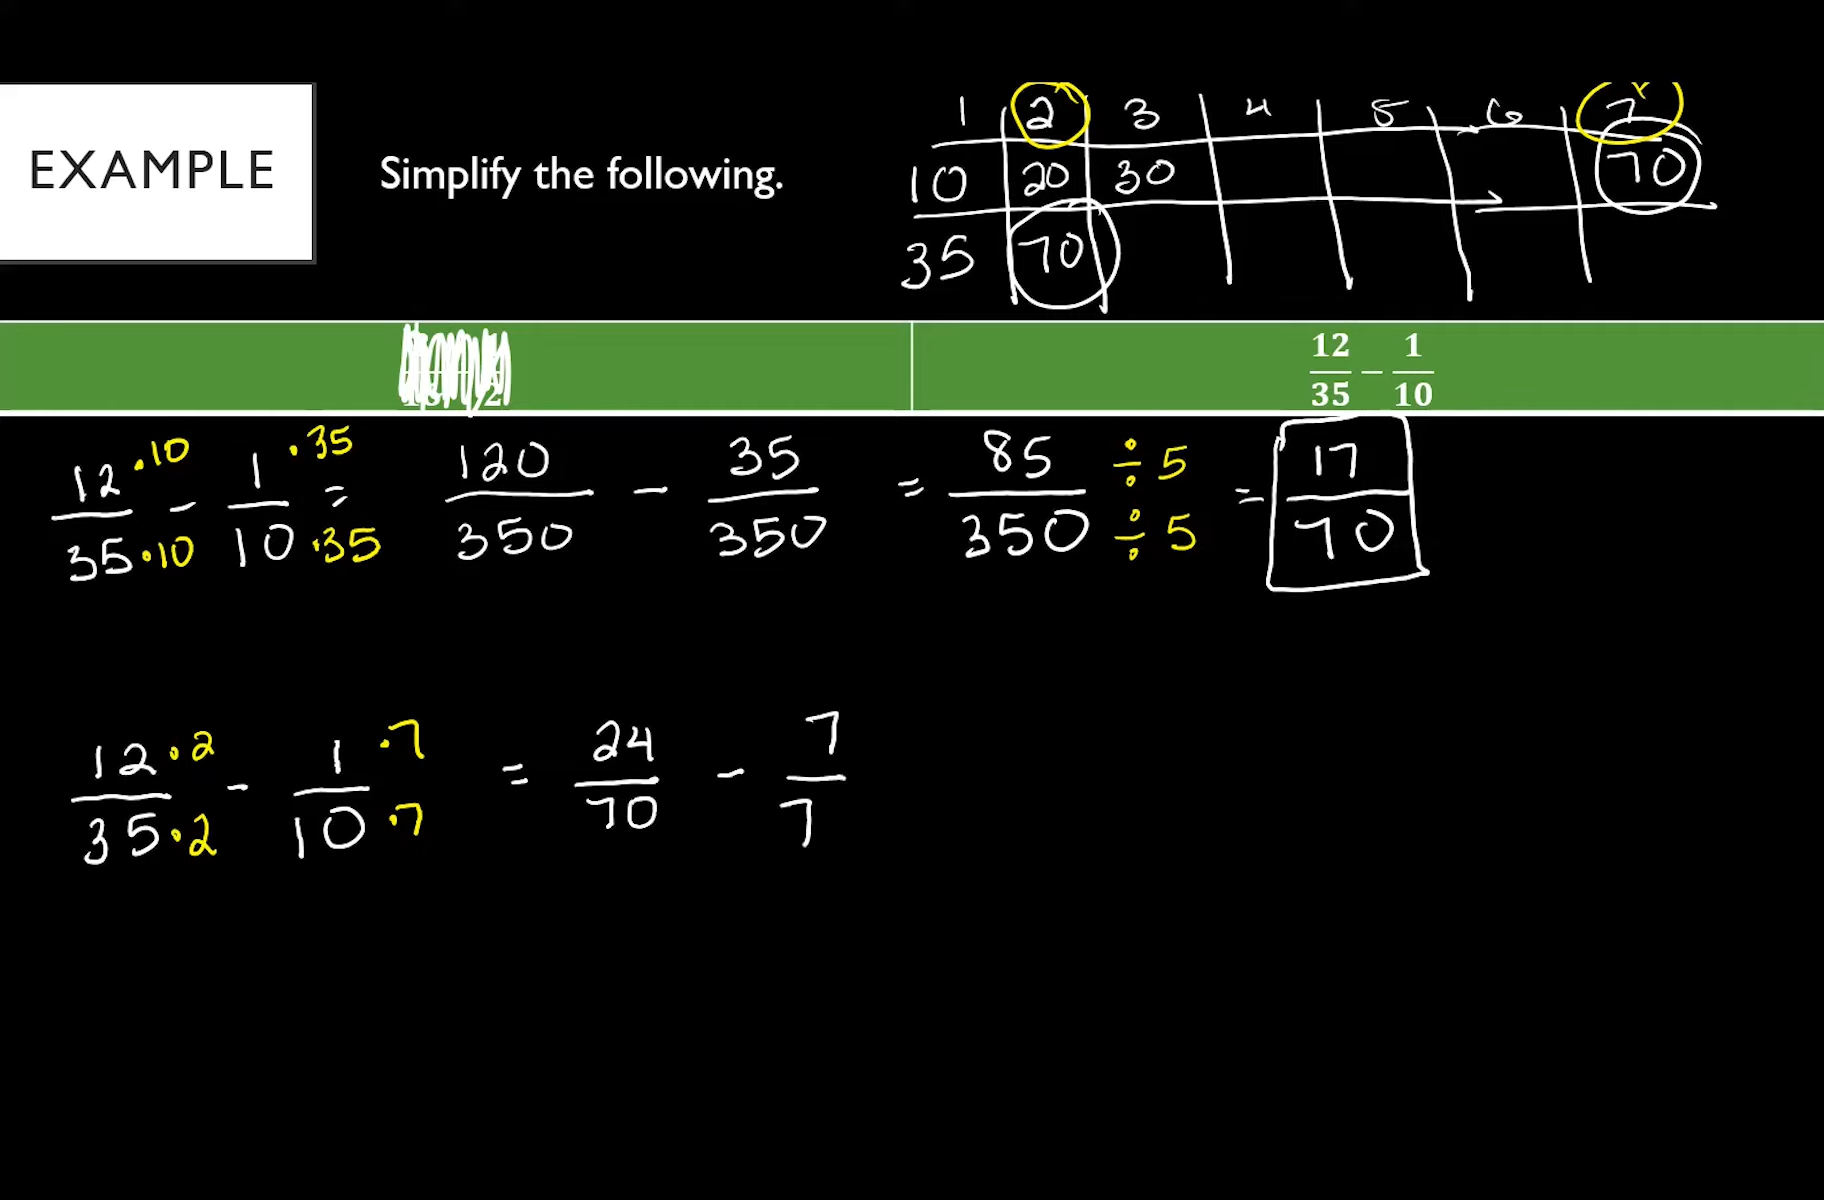 EXAMPLE
Simplify the following.
1 2 3 4 5 6 7
10 20 30 70
35 70
12/35 − 1/10
12·10/35·10 − 1·35/10·35 = 120/350 − 35/350 = 85÷5/350÷5 = 17/70
12·2/35·2 − 1·7/10·7 = 24/70 − 7/7